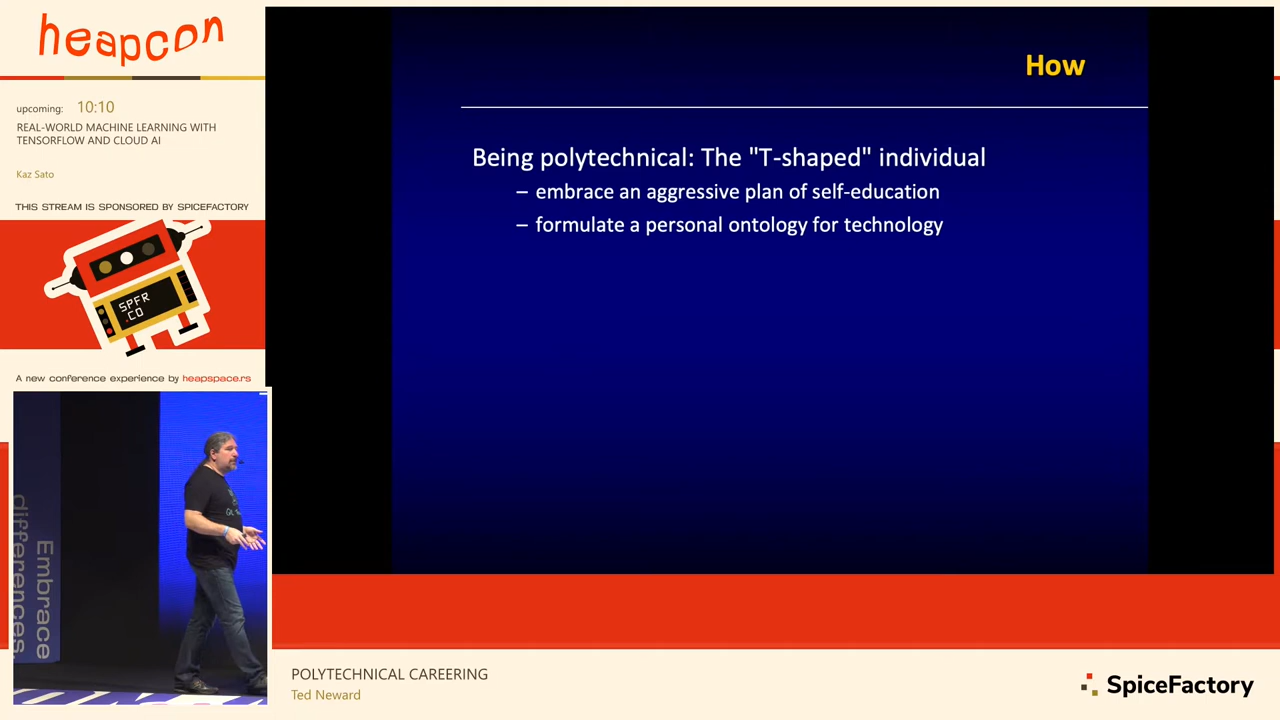 heapcon
upcoming: 10:10
REAL-WORLD MACHINE LEARNING WITH
TENSORFLOW AND CLOUD AI
Kaz Sato
THIS STREAM IS SPONSORED BY SPICEFACTORY
SPFR
.CO
A new conference experience by heapspace.rs
Embrace
differences.
How
Being polytechnical: The "T-shaped" individual
– embrace an aggressive plan of self-education
– formulate a personal ontology for technology
POLYTECHNICAL CAREERING
Ted Neward
SpiceFactory